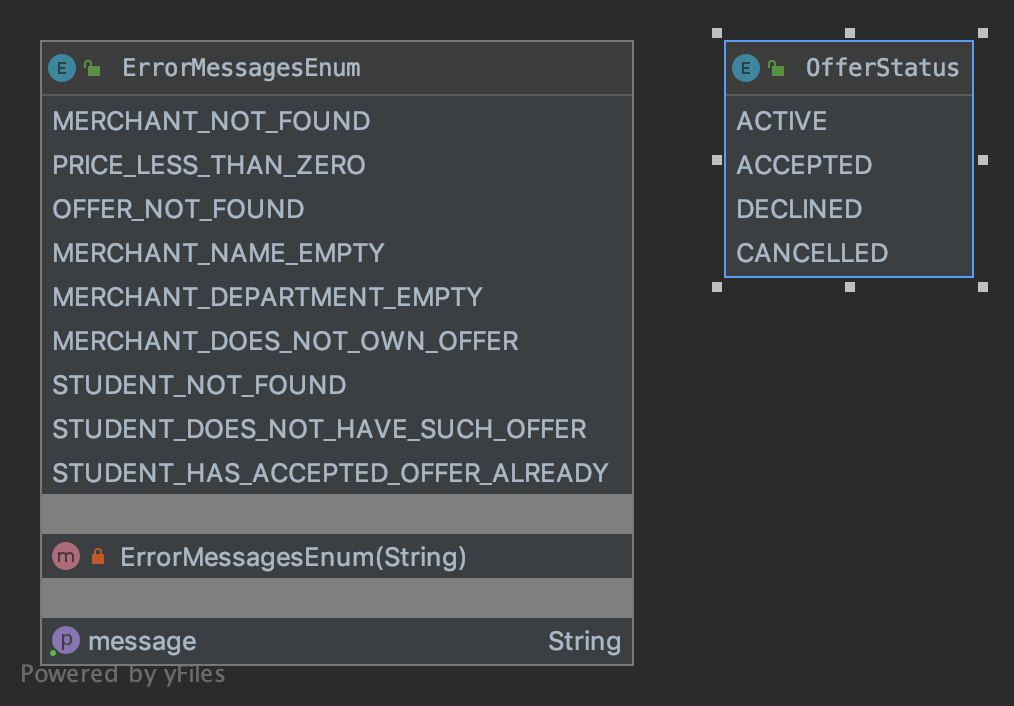 E ErrorMessagesEnum
MERCHANT_NOT_FOUND
PRICE_LESS_THAN_ZERO
OFFER_NOT_FOUND
MERCHANT_NAME_EMPTY
MERCHANT_DEPARTMENT_EMPTY
MERCHANT_DOES_NOT_OWN_OFFER
STUDENT_NOT_FOUND
STUDENT_DOES_NOT_HAVE_SUCH_OFFER
STUDENT_HAS_ACCEPTED_OFFER_ALREADY
m ErrorMessagesEnum(String)
p message String
Powered by yFiles
E OfferStatus
ACTIVE
ACCEPTED
DECLINED
CANCELLED